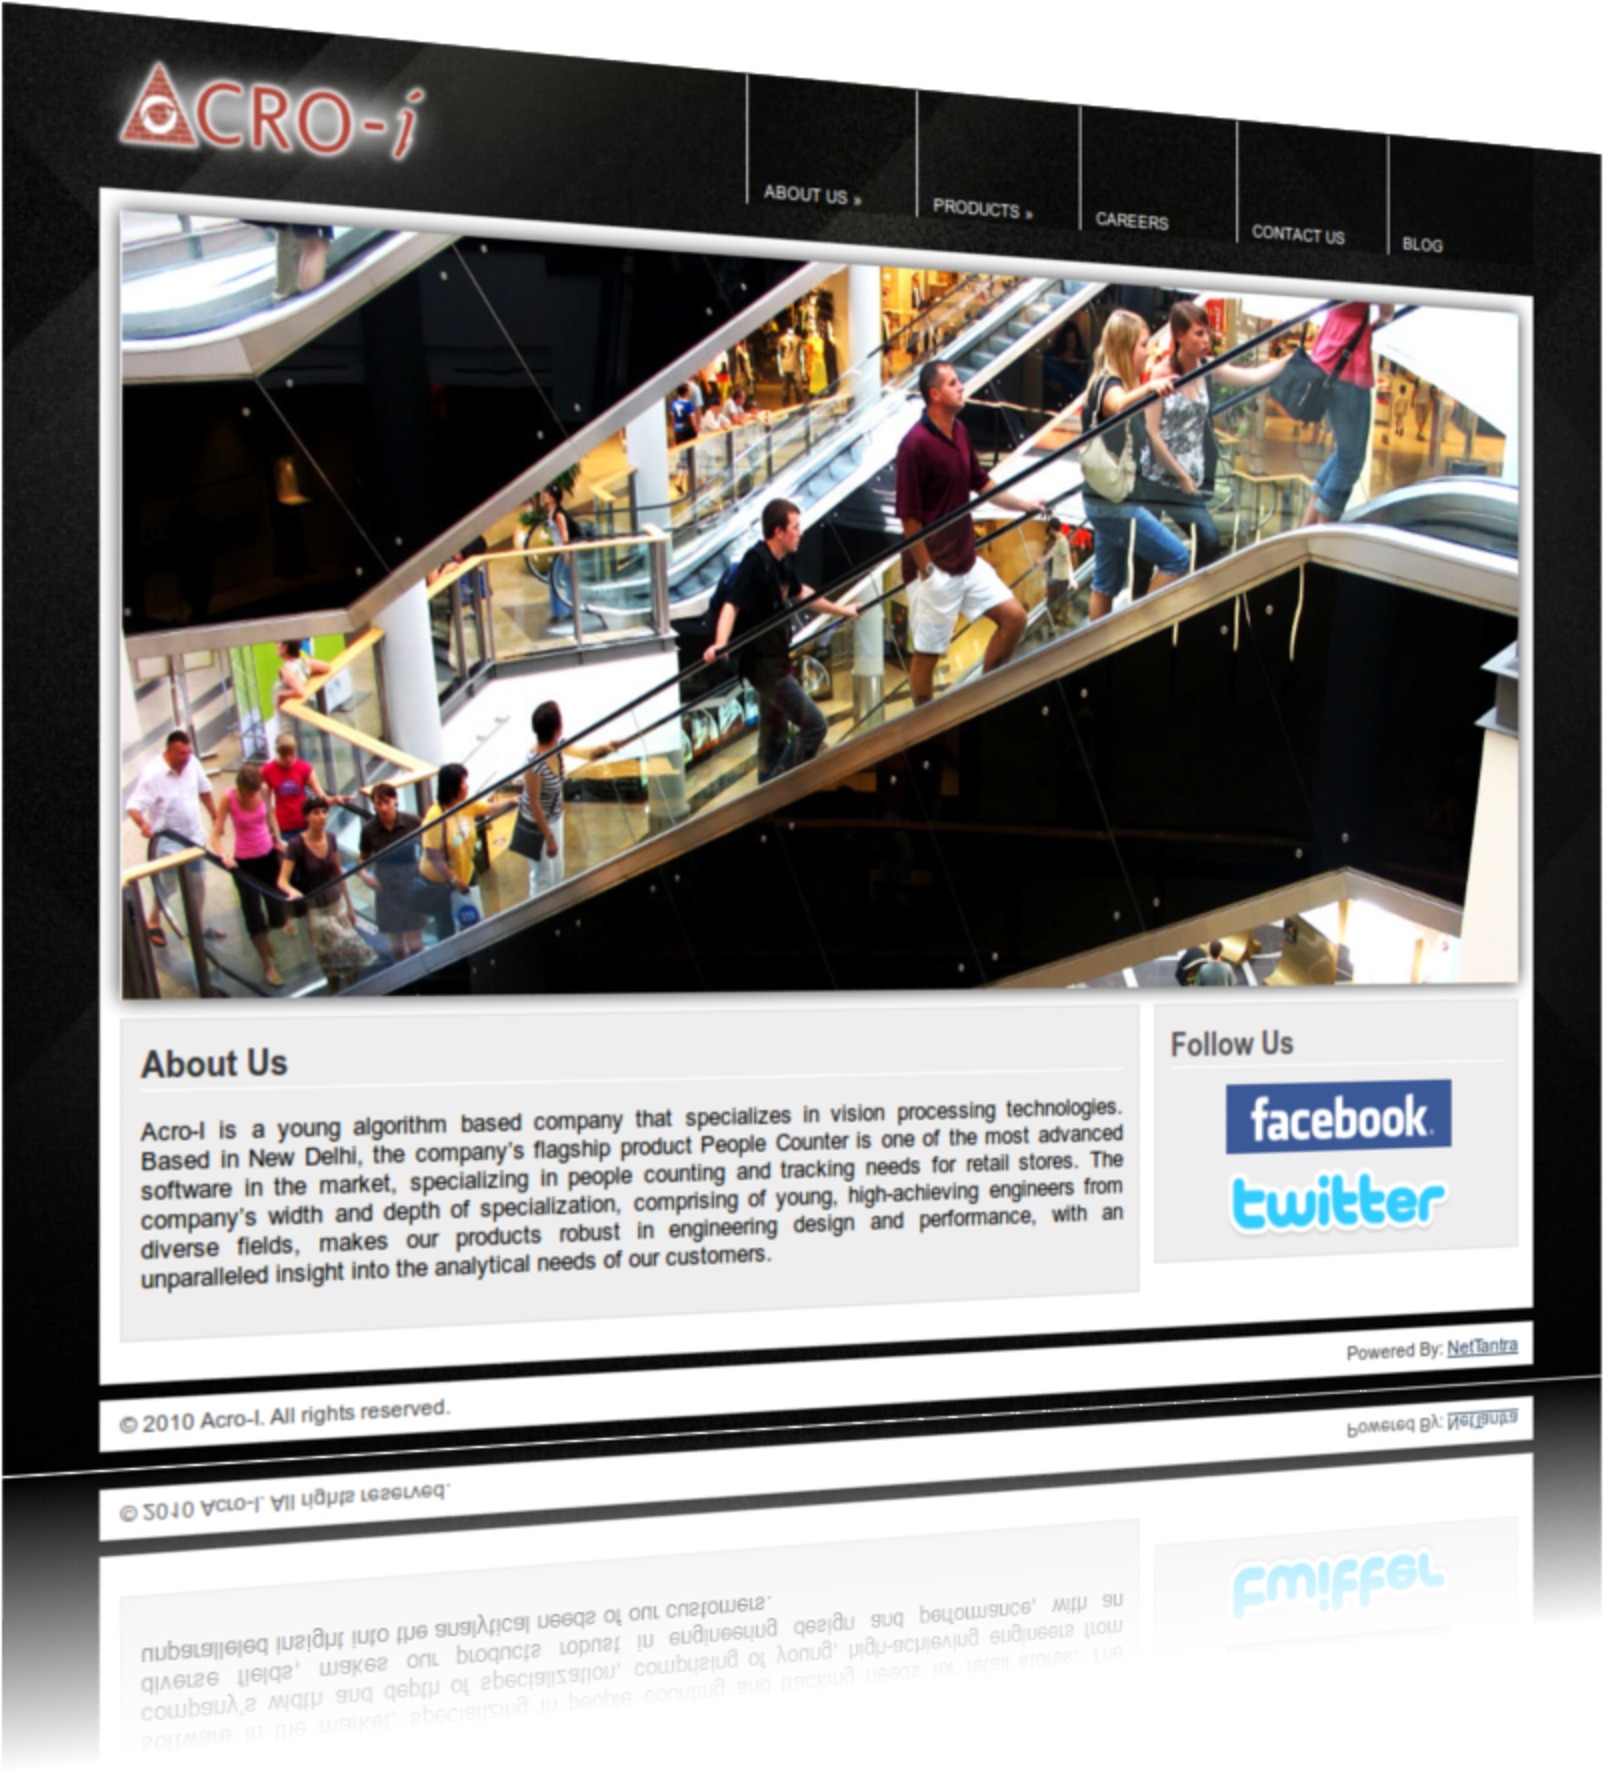 ACRO-i
ABOUT US »
PRODUCTS »
CAREERS
CONTACT US
BLOG
About Us
Acro-I is a young algorithm based company that specializes in vision processing technologies.
Based in New Delhi, the company's flagship product People Counter is one of the most advanced
software in the market, specializing in people counting and tracking needs for retail stores. The
company's width and depth of specialization, comprising of young, high-achieving engineers from
diverse fields, makes our products robust in engineering design and performance, with an
unparalleled insight into the analytical needs of our customers.
Follow Us
facebook.
twitter
© 2010 Acro-I. All rights reserved.
Powered By: NetTantra